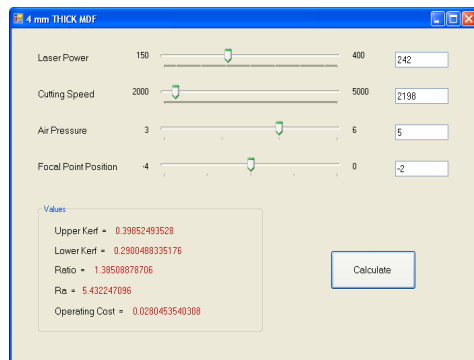 4 mm THICK MDF
Laser Power 150 400 242
Cutting Speed 2000 5000 2198
Air Pressure 3 6 5
Focal Point Position -4 0 -2
Values
Upper Kerf = 0.39852493528
Lower Kerf = 0.2900488335176
Ratio = 1.38508878706
Ra = 5.432247096
Operating Cost = 0.0280453540308
Calculate